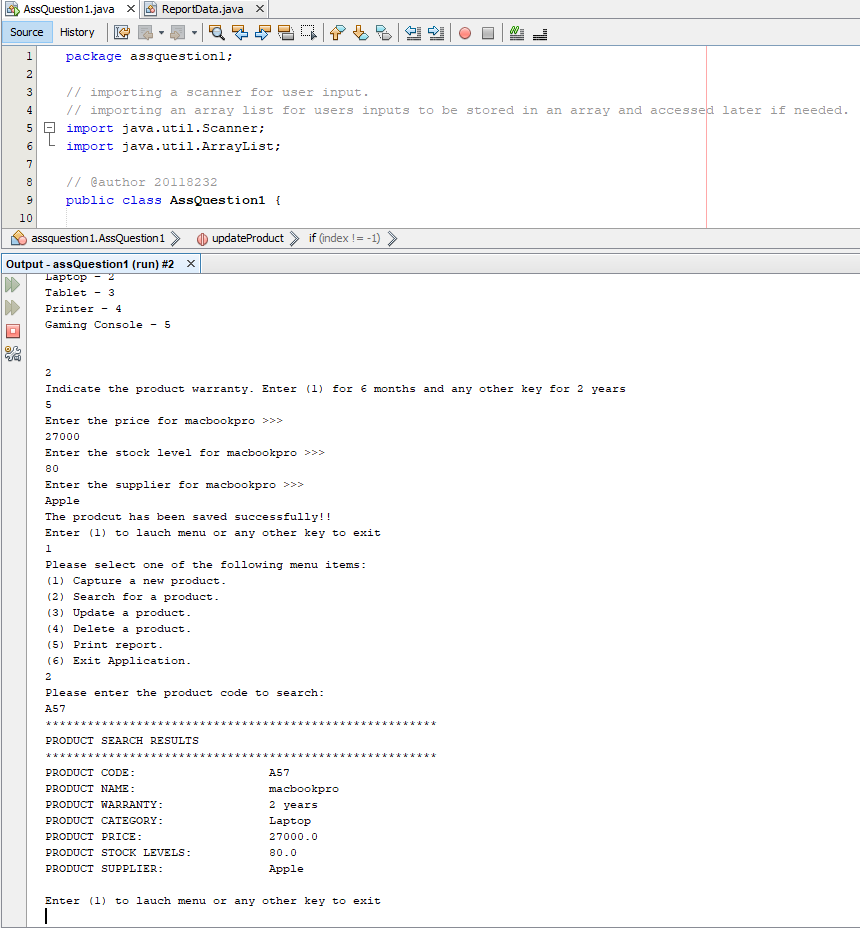 AssQuestion1.java
ReportData.java
Source History
1 package assquestion1;
2
3 // importing a scanner for user input.
4 // importing an array list for users inputs to be stored in an array and accessed later if needed.
5 import java.util.Scanner;
6 import java.util.ArrayList;
7
8 // @author 20118232
9 public class AssQuestion1 {
10
assquestion1.AssQuestion1 updateProduct if (index != -1)
Output - assQuestion1 (run) #2
Laptop - 2
Tablet - 3
Printer - 4
Gaming Console - 5
2
Indicate the product warranty. Enter (1) for 6 months and any other key for 2 years
5
Enter the price for macbookpro >>>
27000
Enter the stock level for macbookpro >>>
80
Enter the supplier for macbookpro >>>
Apple
The prodcut has been saved successfully!!
Enter (1) to lauch menu or any other key to exit
1
Please select one of the following menu items:
(1) Capture a new product.
(2) Search for a product.
(3) Update a product.
(4) Delete a product.
(5) Print report.
(6) Exit Application.
2
Please enter the product code to search:
A57
********************************************************
PRODUCT SEARCH RESULTS
********************************************************
PRODUCT CODE: A57
PRODUCT NAME: macbookpro
PRODUCT WARRANTY: 2 years
PRODUCT CATEGORY: Laptop
PRODUCT PRICE: 27000.0
PRODUCT STOCK LEVELS: 80.0
PRODUCT SUPPLIER: Apple
Enter (1) to lauch menu or any other key to exit